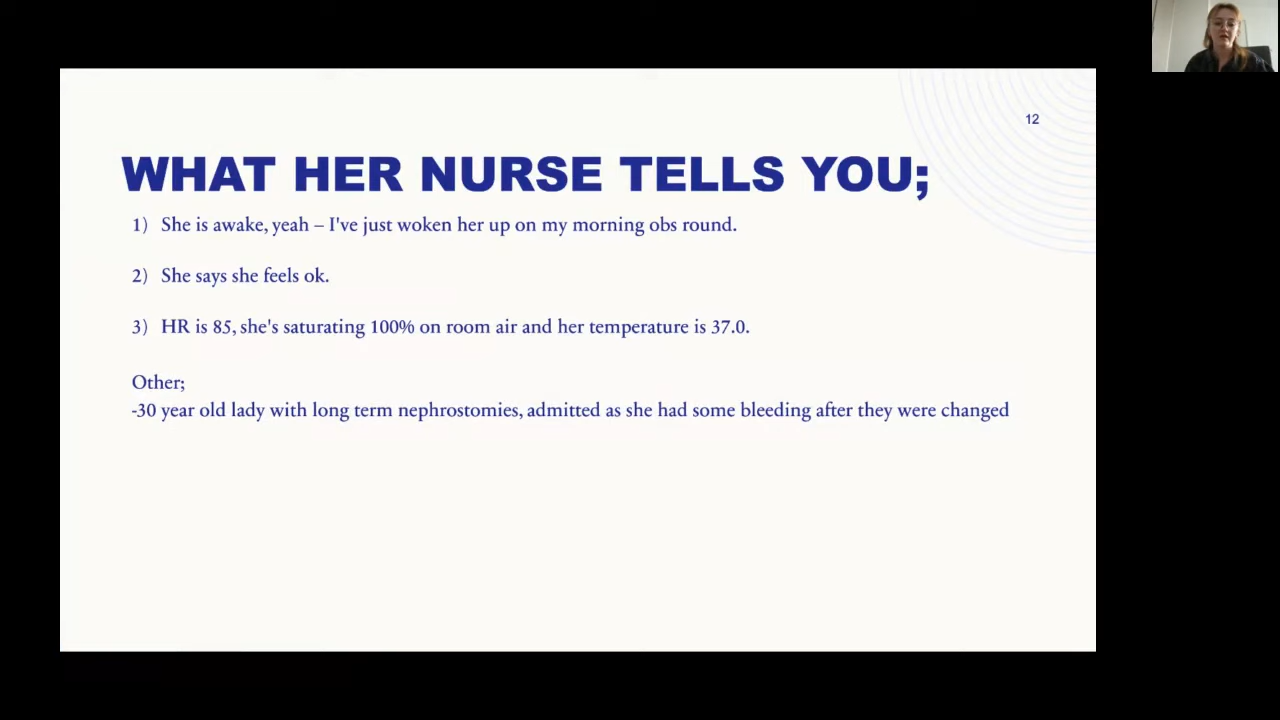 12
WHAT HER NURSE TELLS YOU;
1) She is awake, yeah – I've just woken her up on my morning obs round.
2) She says she feels ok.
3) HR is 85, she's saturating 100% on room air and her temperature is 37.0.
Other;
-30 year old lady with long term nephrostomies, admitted as she had some bleeding after they were changed